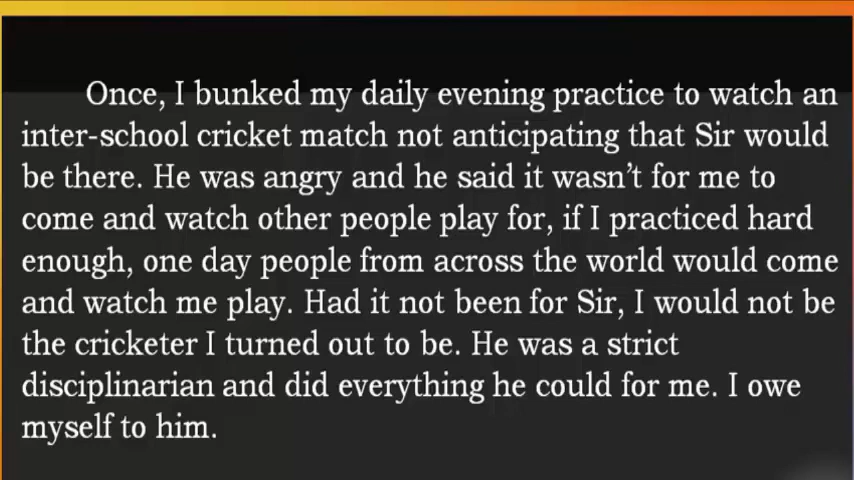 Once, I bunked my daily evening practice to watch an
inter-school cricket match not anticipating that Sir would
be there. He was angry and he said it wasn’t for me to
come and watch other people play for, if I practiced hard
enough, one day people from across the world would come
and watch me play. Had it not been for Sir, I would not be
the cricketer I turned out to be. He was a strict
disciplinarian and did everything he could for me. I owe
myself to him.